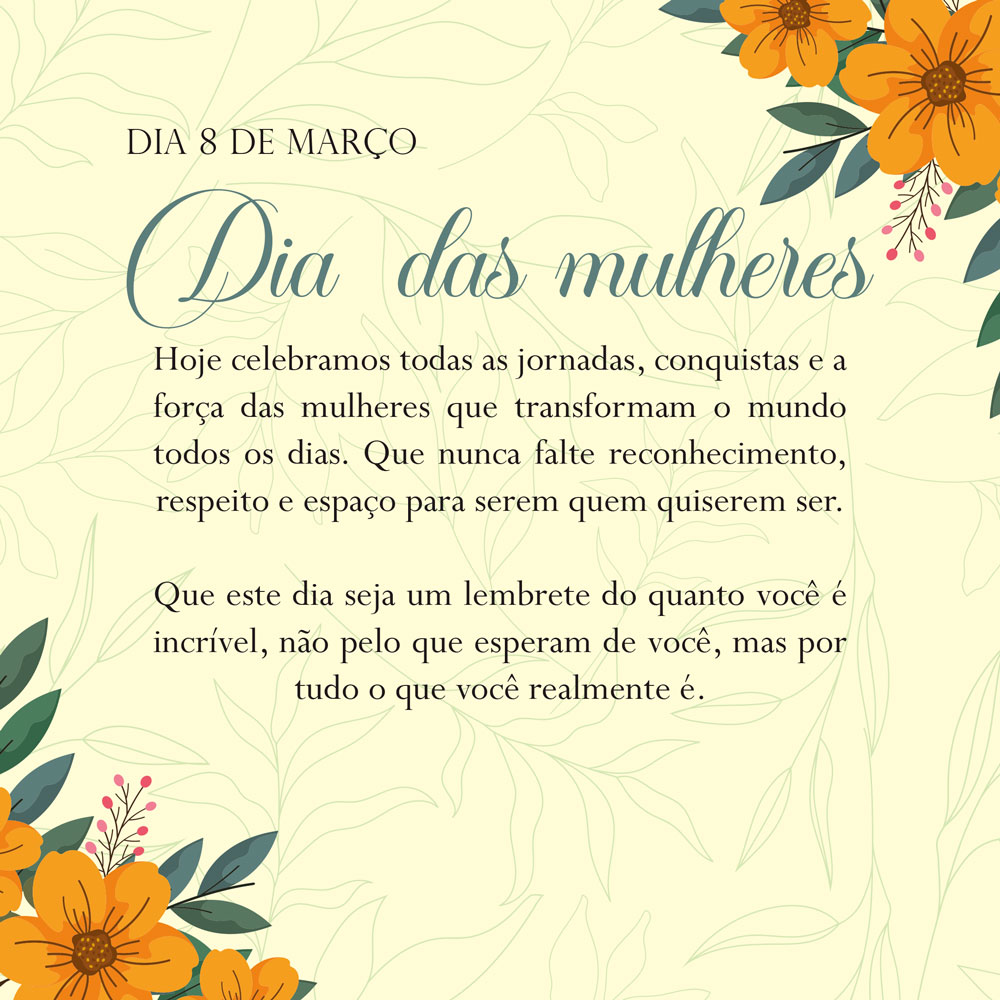 DIA 8 DE MARÇO
Dia das mulheres
Hoje celebramos todas as jornadas, conquistas e a
força das mulheres que transformam o mundo
todos os dias. Que nunca falte reconhecimento,
respeito e espaço para serem quem quiserem ser.
Que este dia seja um lembrete do quanto você é
incrível, não pelo que esperam de você, mas por
tudo o que você realmente é.